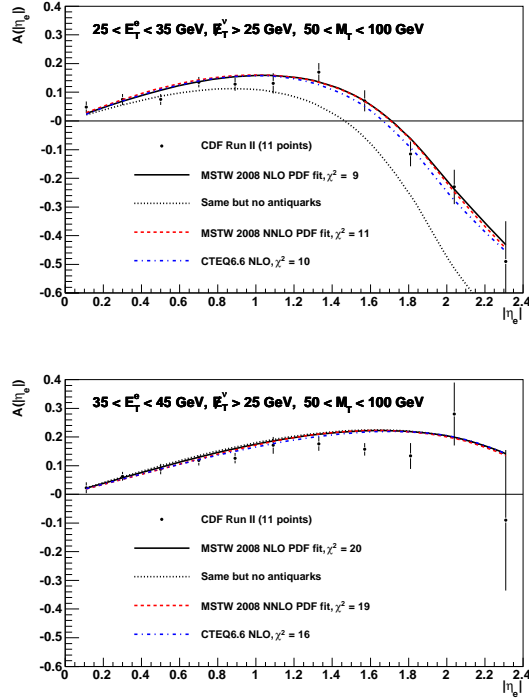 A(|η_e|)
25 < E_T^e < 35 GeV, E̸_T^ν > 25 GeV, 50 < M_T < 100 GeV
0.4
0.3
0.2
0.1
-0
-0.1
-0.2
-0.3
-0.4
-0.5
-0.6
CDF Run II (11 points)
MSTW 2008 NLO PDF fit, χ² = 9
Same but no antiquarks
MSTW 2008 NNLO PDF fit, χ² = 11
CTEQ6.6 NLO, χ² = 10
0 0.2 0.4 0.6 0.8 1 1.2 1.4 1.6 1.8 2 2.2 2.4
|η_e|
A(|η_e|)
35 < E_T^e < 45 GeV, E̸_T^ν > 25 GeV, 50 < M_T < 100 GeV
0.4
0.3
0.2
0.1
-0
-0.1
-0.2
-0.3
-0.4
-0.5
-0.6
CDF Run II (11 points)
MSTW 2008 NLO PDF fit, χ² = 20
Same but no antiquarks
MSTW 2008 NNLO PDF fit, χ² = 19
CTEQ6.6 NLO, χ² = 16
0 0.2 0.4 0.6 0.8 1 1.2 1.4 1.6 1.8 2 2.2 2.4
|η_e|